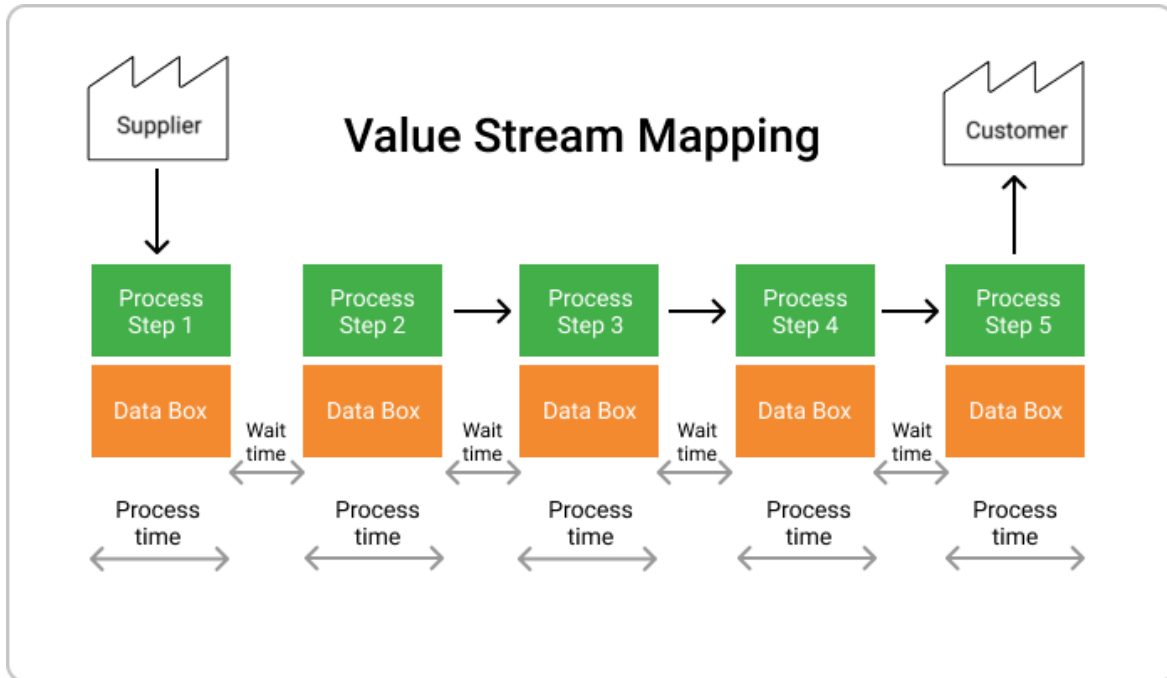 Supplier
Value Stream Mapping
Customer
Process
Step 1
Process
Step 2
Process
Step 3
Process
Step 4
Process
Step 5
Data Box
Data Box
Data Box
Data Box
Data Box
Wait
time
Wait
time
Wait
time
Wait
time
Process
time
Process
time
Process
time
Process
time
Process
time